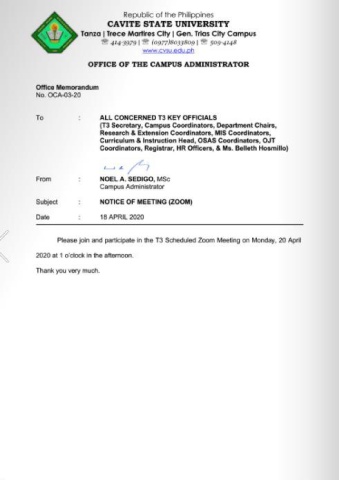 Republic of the Philippines
CAVITE STATE UNIVERSITY
Tanza | Trece Martires City | Gen. Trias City Campus
☏ 414-3979 | ☏ (0977)8033809 | ☏ 509-4148
www.cvsu.edu.ph
OFFICE OF THE CAMPUS ADMINISTRATOR
Office Memorandum
No. OCA-03-20
To : ALL CONCERNED T3 KEY OFFICIALS
(T3 Secretary, Campus Coordinators, Department Chairs,
Research & Extension Coordinators, MIS Coordinators,
Curriculum & Instruction Head, OSAS Coordinators, OJT
Coordinators, Registrar, HR Officers, & Ms. Belleth Hosmillo)
From : NOEL A. SEDIGO, MSc
Campus Administrator
Subject : NOTICE OF MEETING (ZOOM)
Date : 18 APRIL 2020
Please join and participate in the T3 Scheduled Zoom Meeting on Monday, 20 April
2020 at 1 o'clock in the afternoon.
Thank you very much.